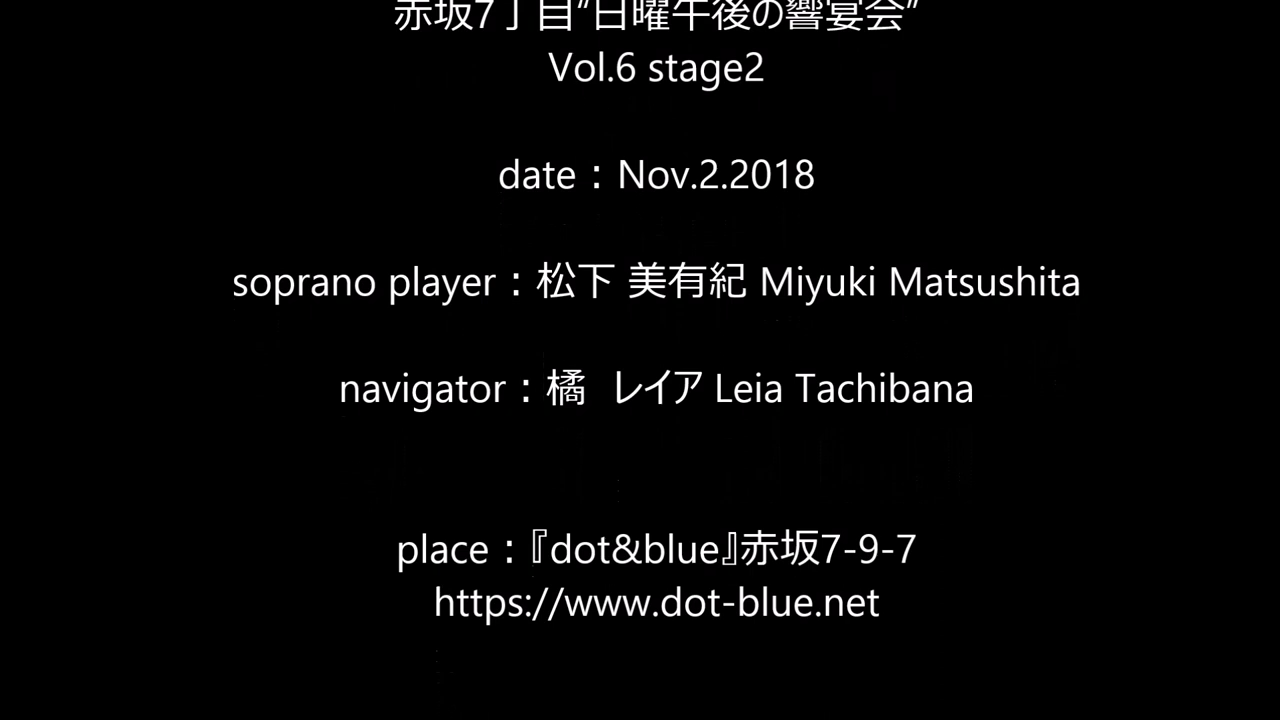 赤坂7丁目"日曜午後の響宴会"
Vol.6 stage2
date：Nov.2.2018
soprano player：松下 美有紀 Miyuki Matsushita
navigator：橘　レイア Leia Tachibana
place：『dot&blue』赤坂7-9-7
https://www.dot-blue.net